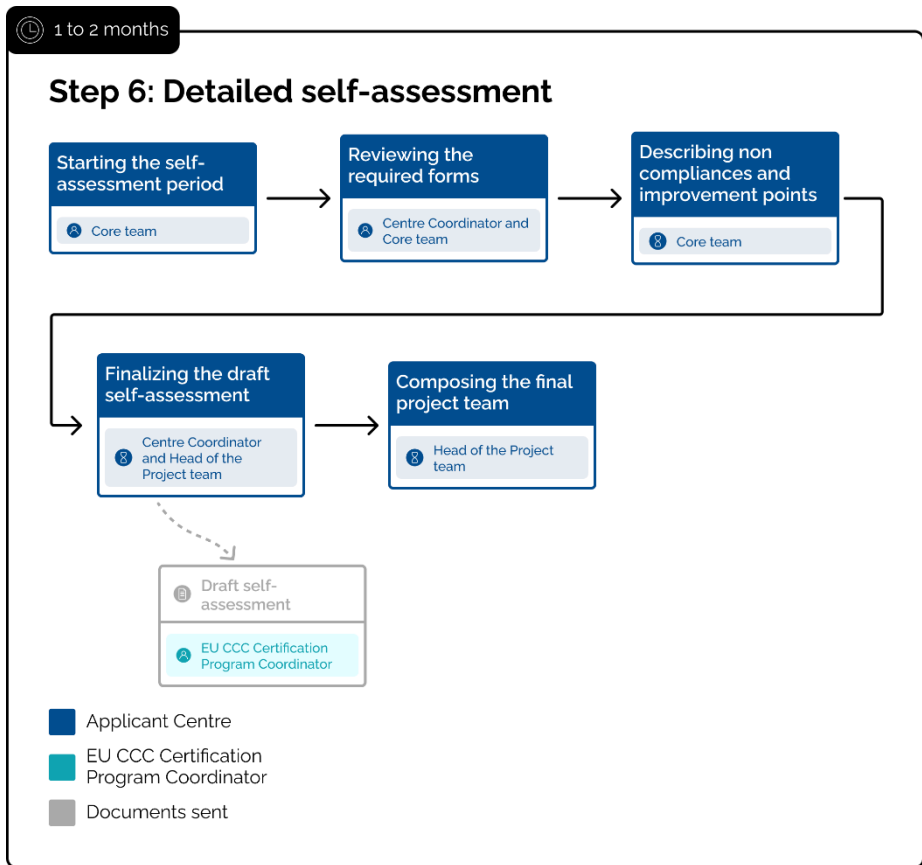 1 to 2 months
Step 6: Detailed self-assessment
Starting the self-
assessment period
Core team
Reviewing the
required forms
Centre Coordinator and
Core team
Describing non
compliances and
improvement points
Core team
Finalizing the draft
self-assessment
Centre Coordinator
and Head of the
Project team
Composing the final
project team
Head of the Project
team
Draft self-
assessment
EU CCC Certification
Program Coordinator
Applicant Centre
EU CCC Certification
Program Coordinator
Documents sent